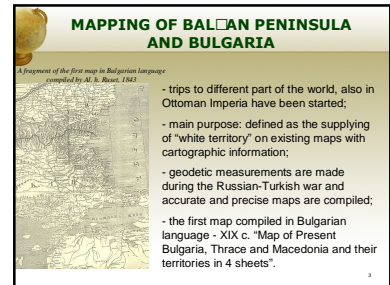 MAPPING OF BAL□AN PENINSULA
AND BULGARIA
A fragment of the first map in Bulgarian language
compiled by Al. h. Ruset, 1843
- trips to different part of the world, also in
Ottoman Imperia have been started;
- main purpose: defined as the supplying
of “white territory” on existing maps with
cartographic information;
- geodetic measurements are made
during the Russian-Turkish war and
accurate and precise maps are compiled;
- the first map compiled in Bulgarian
language - XIX c. “Map of Present
Bulgaria, Thrace and Macedonia and their
territories in 4 sheets”.
3